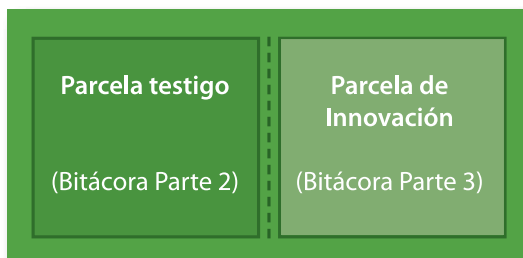 Parcela testigo
(Bitácora Parte 2)
Parcela de
Innovación
(Bitácora Parte 3)